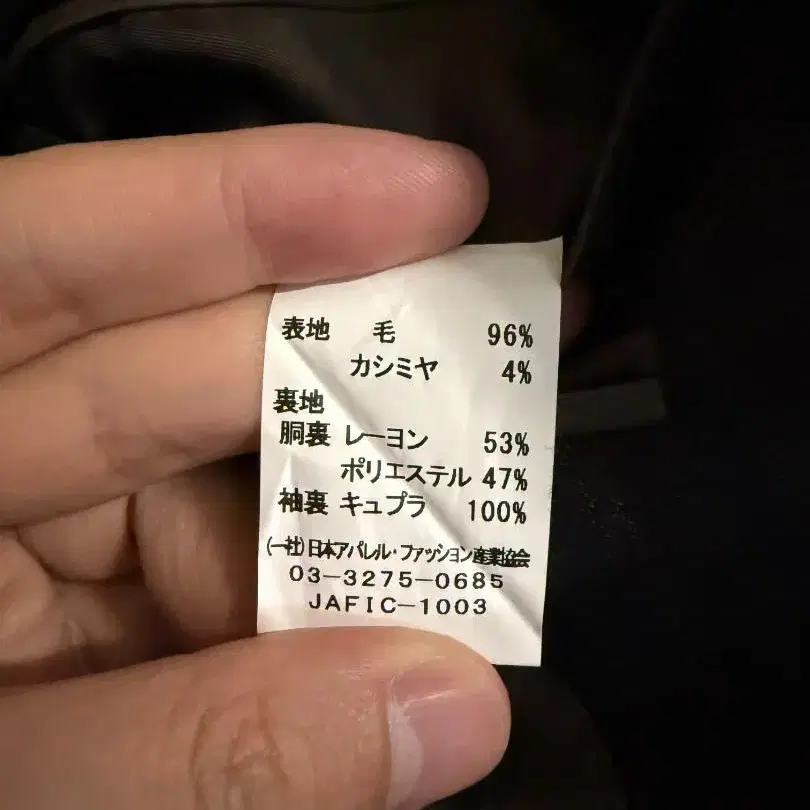 表地 毛 96%
カシミヤ 4%
裏地
胴裏 レーヨン 53%
ポリエステル 47%
袖裏 キュプラ 100%
(一社)日本アパレル・ファッション産業協会
03-3275-0685
JAFIC-1003